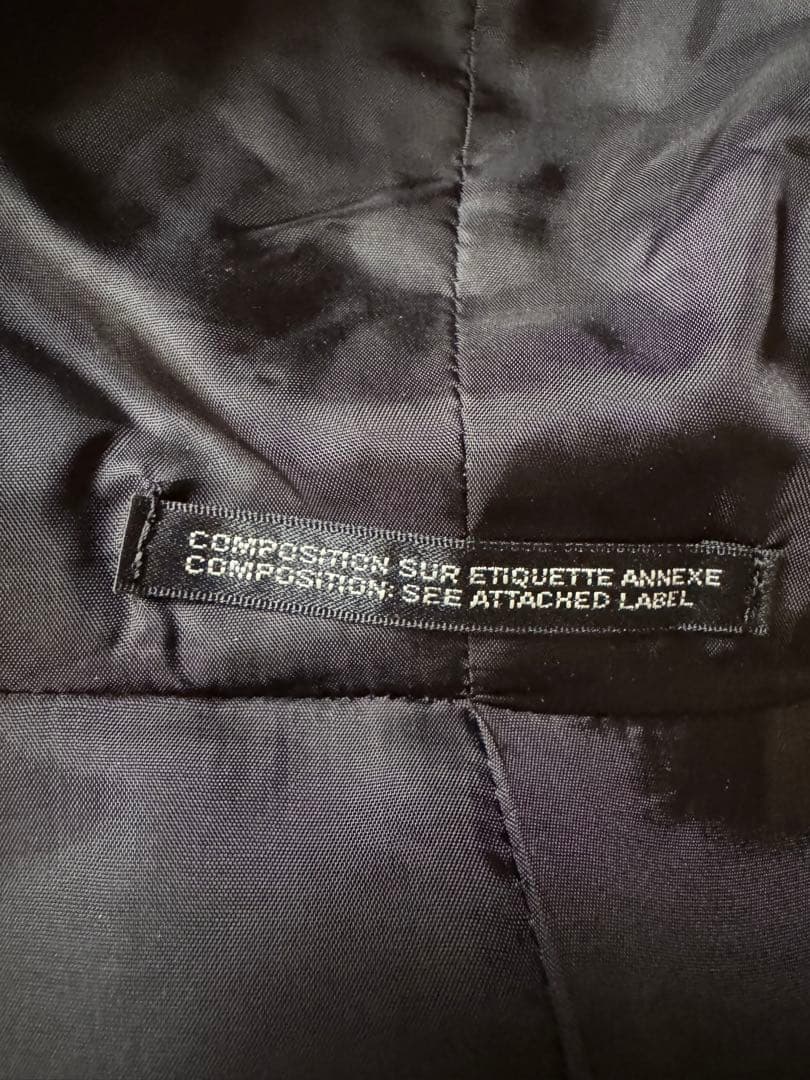 COMPOSITION SUR ETIQUETTE ANNEXE
COMPOSITION: SEE ATTACHED LABEL